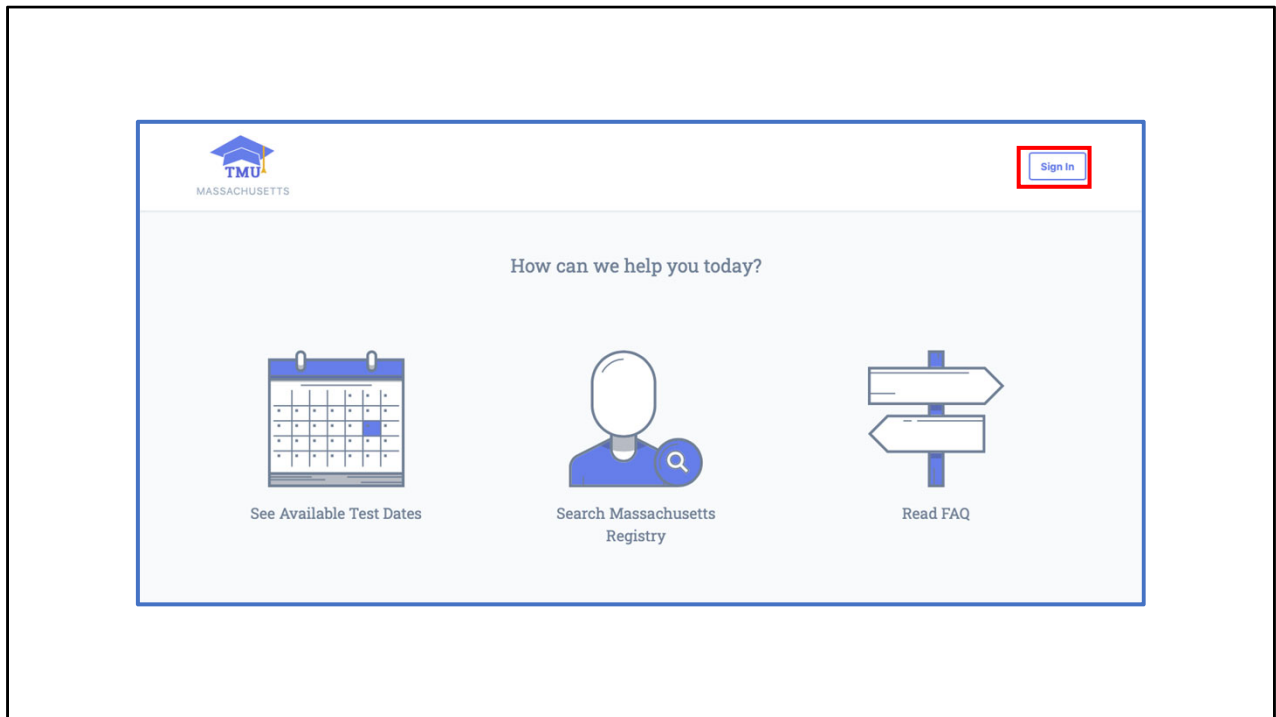 TMU
MASSACHUSETTS
Sign In
How can we help you today?
See Available Test Dates
Search Massachusetts
Registry
Read FAQ